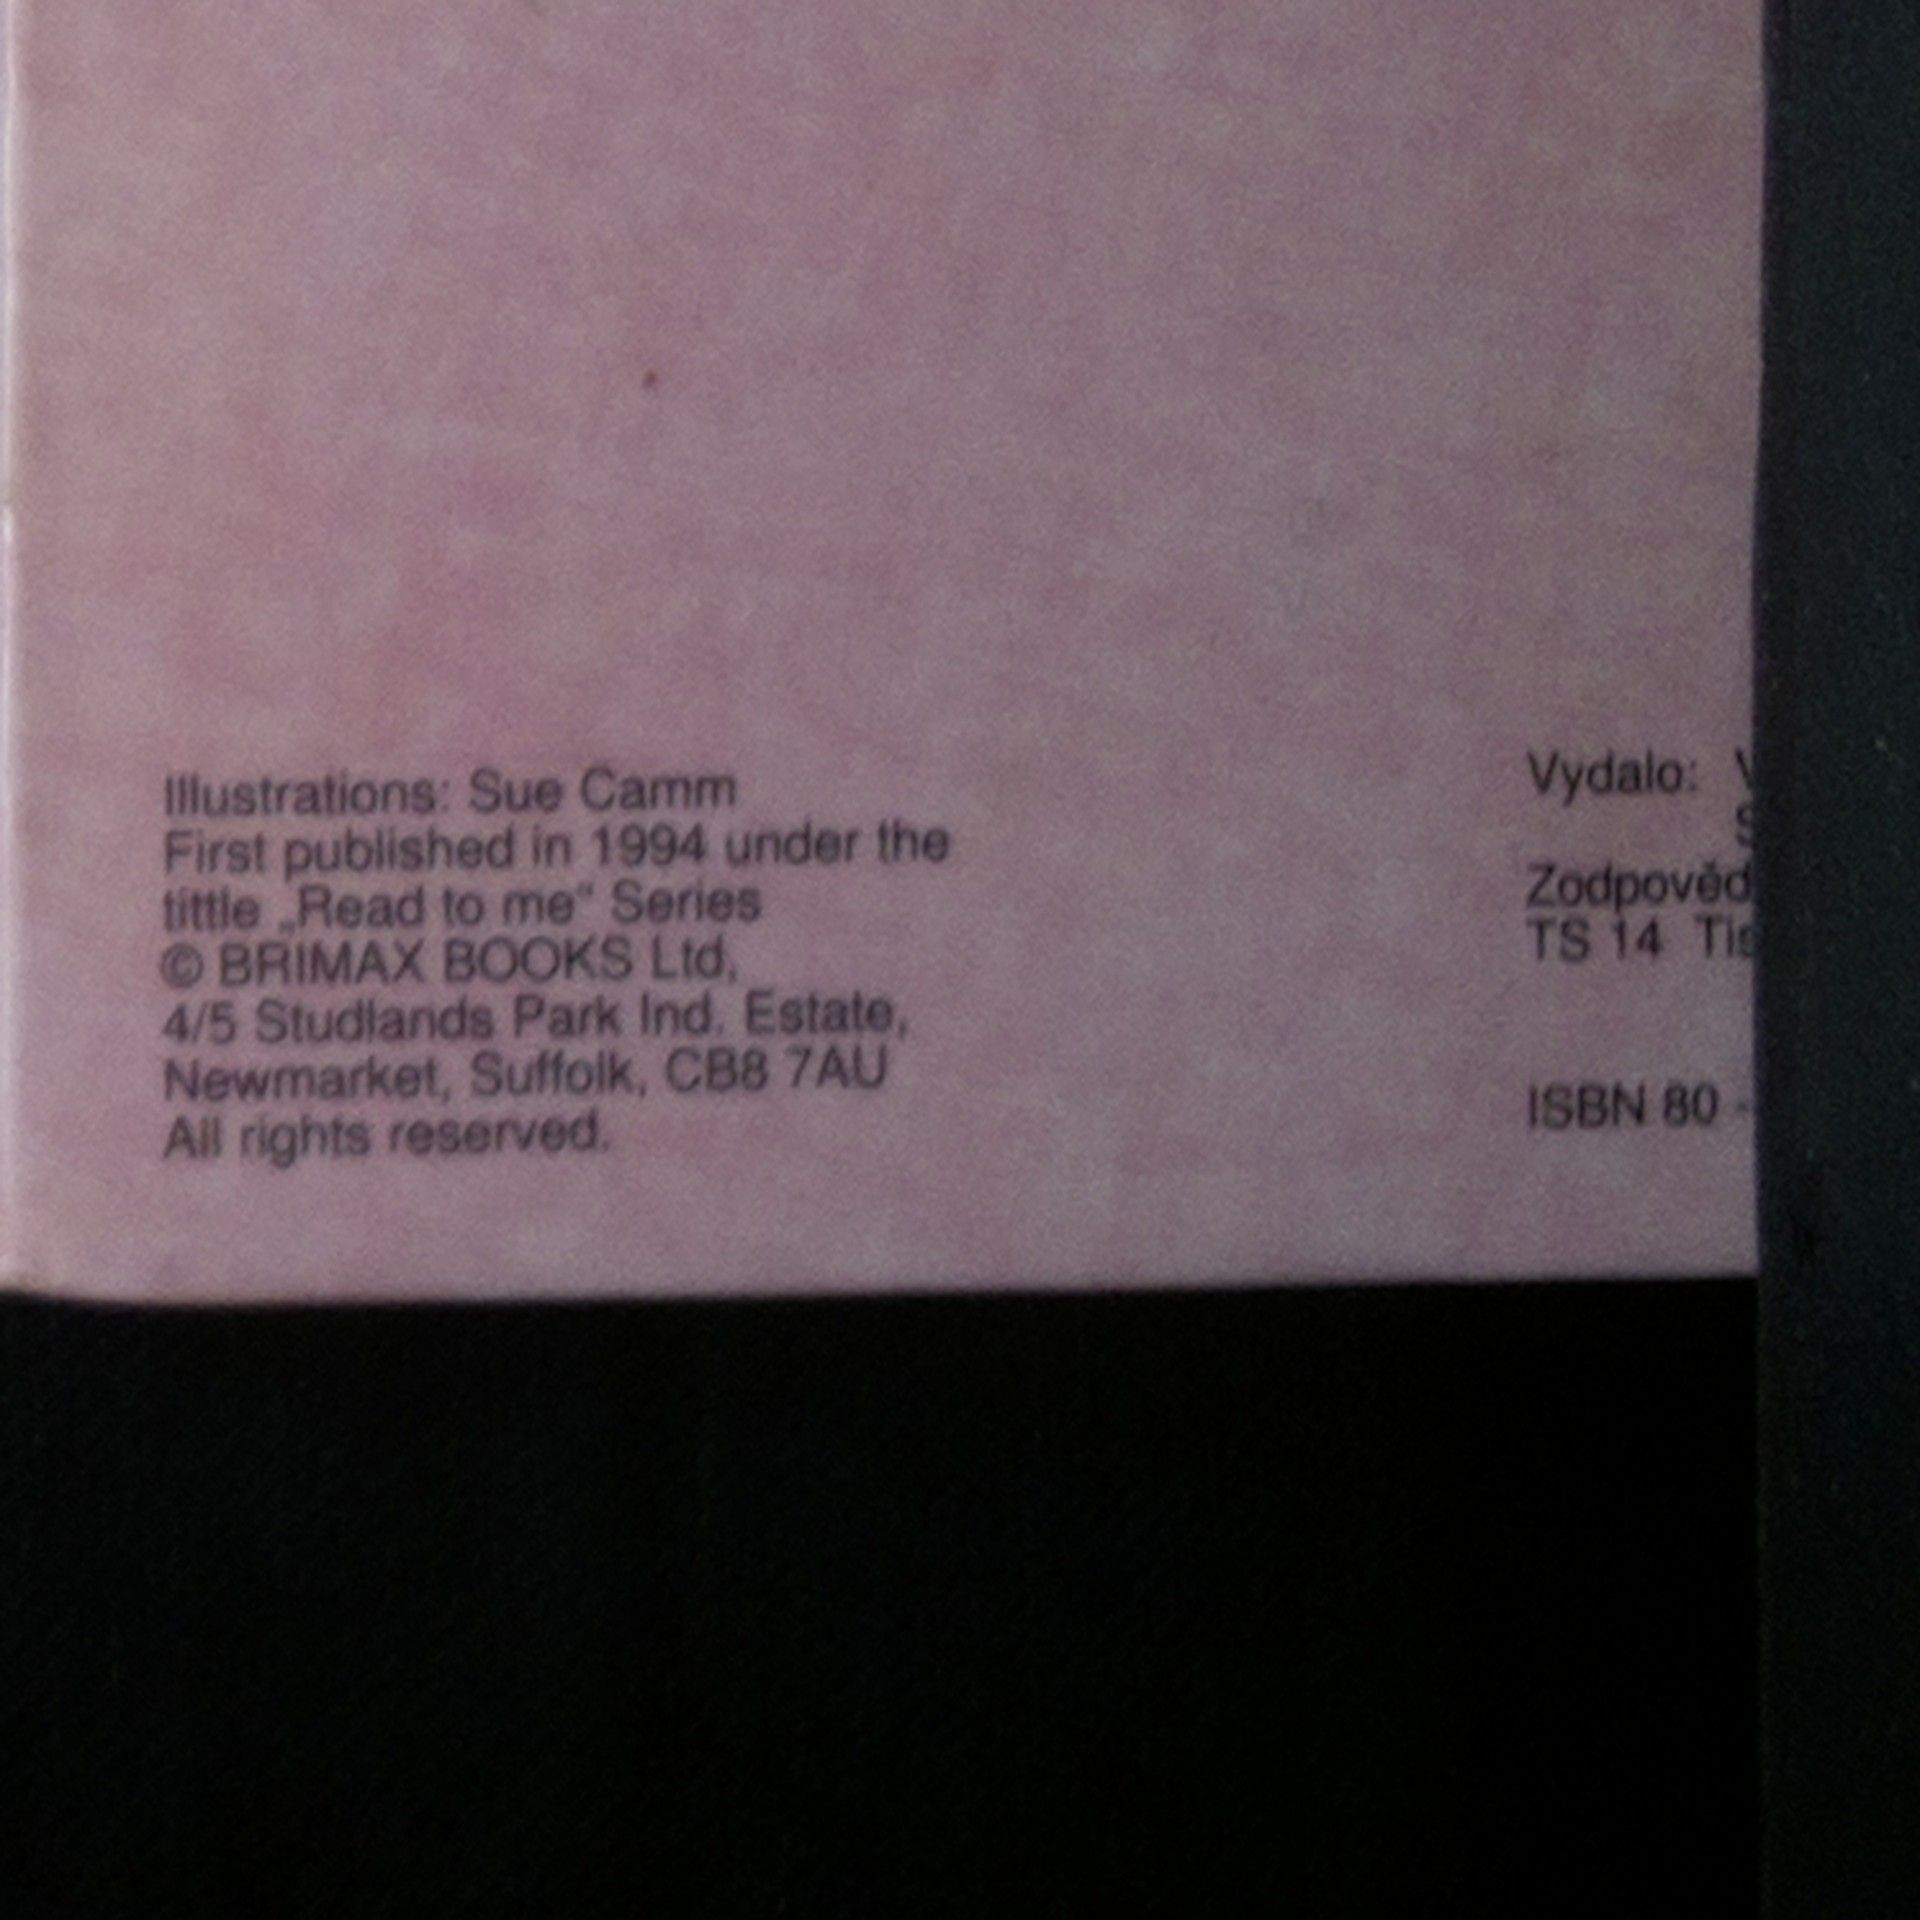 Illustrations: Sue Camm
First published in 1994 under the
tittle „Read to me“ Series
© BRIMAX BOOKS Ltd,
4/5 Studlands Park Ind. Estate,
Newmarket, Suffolk, CB8 7AU
All rights reserved.
Vydalo:
TS 14
ISBN 80 -